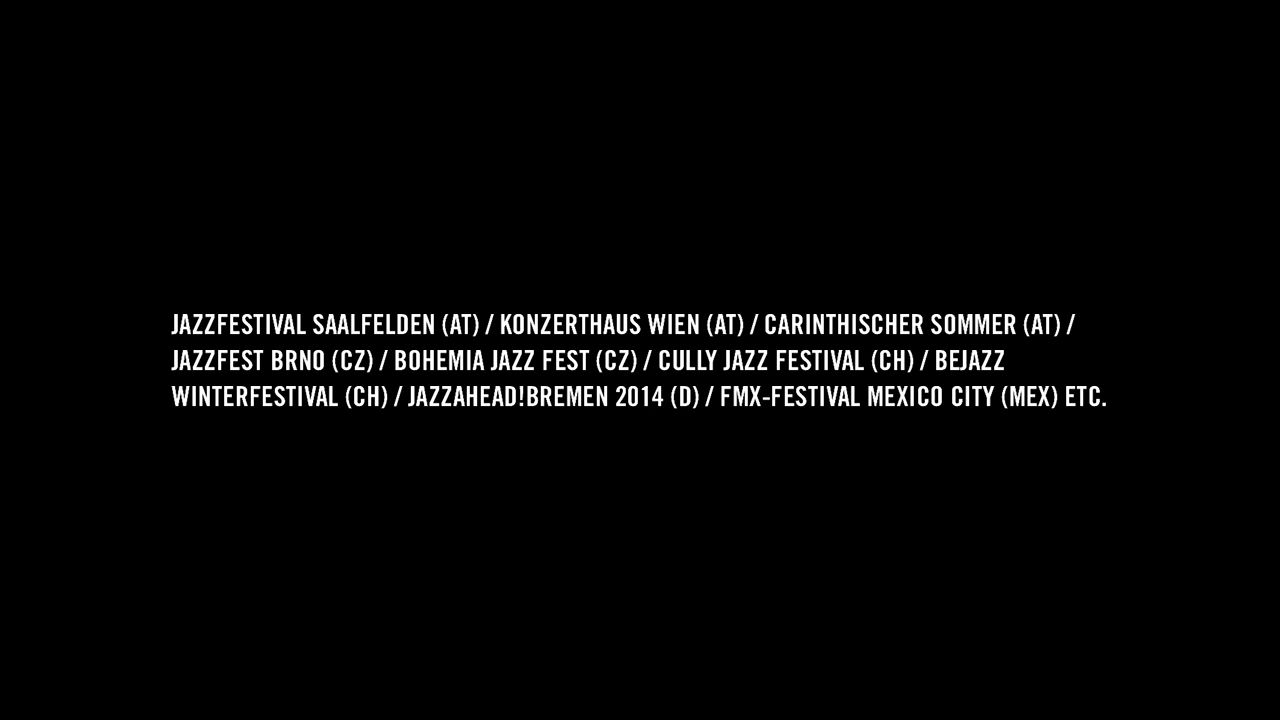 JAZZFESTIVAL SAALFELDEN (AT) / KONZERTHAUS WIEN (AT) / CARINTHISCHER SOMMER (AT) /
JAZZFEST BRNO (CZ) / BOHEMIA JAZZ FEST (CZ) / CULLY JAZZ FESTIVAL (CH) / BEJAZZ
WINTERFESTIVAL (CH) / JAZZAHEAD!BREMEN 2014 (D) / FMX-FESTIVAL MEXICO CITY (MEX) ETC.